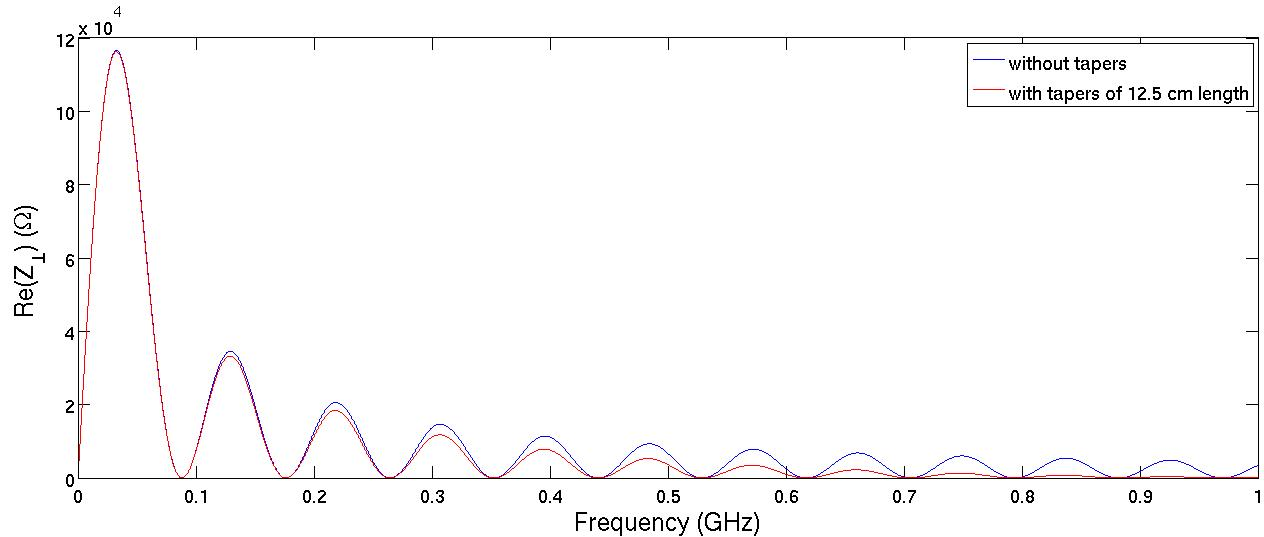 4
x 10
12
10
8
6
4
2
0
Re(Z⊥) (Ω)
without tapers
with tapers of 12.5 cm length
0 0.1 0.2 0.3 0.4 0.5 0.6 0.7 0.8 0.9 1
Frequency (GHz)